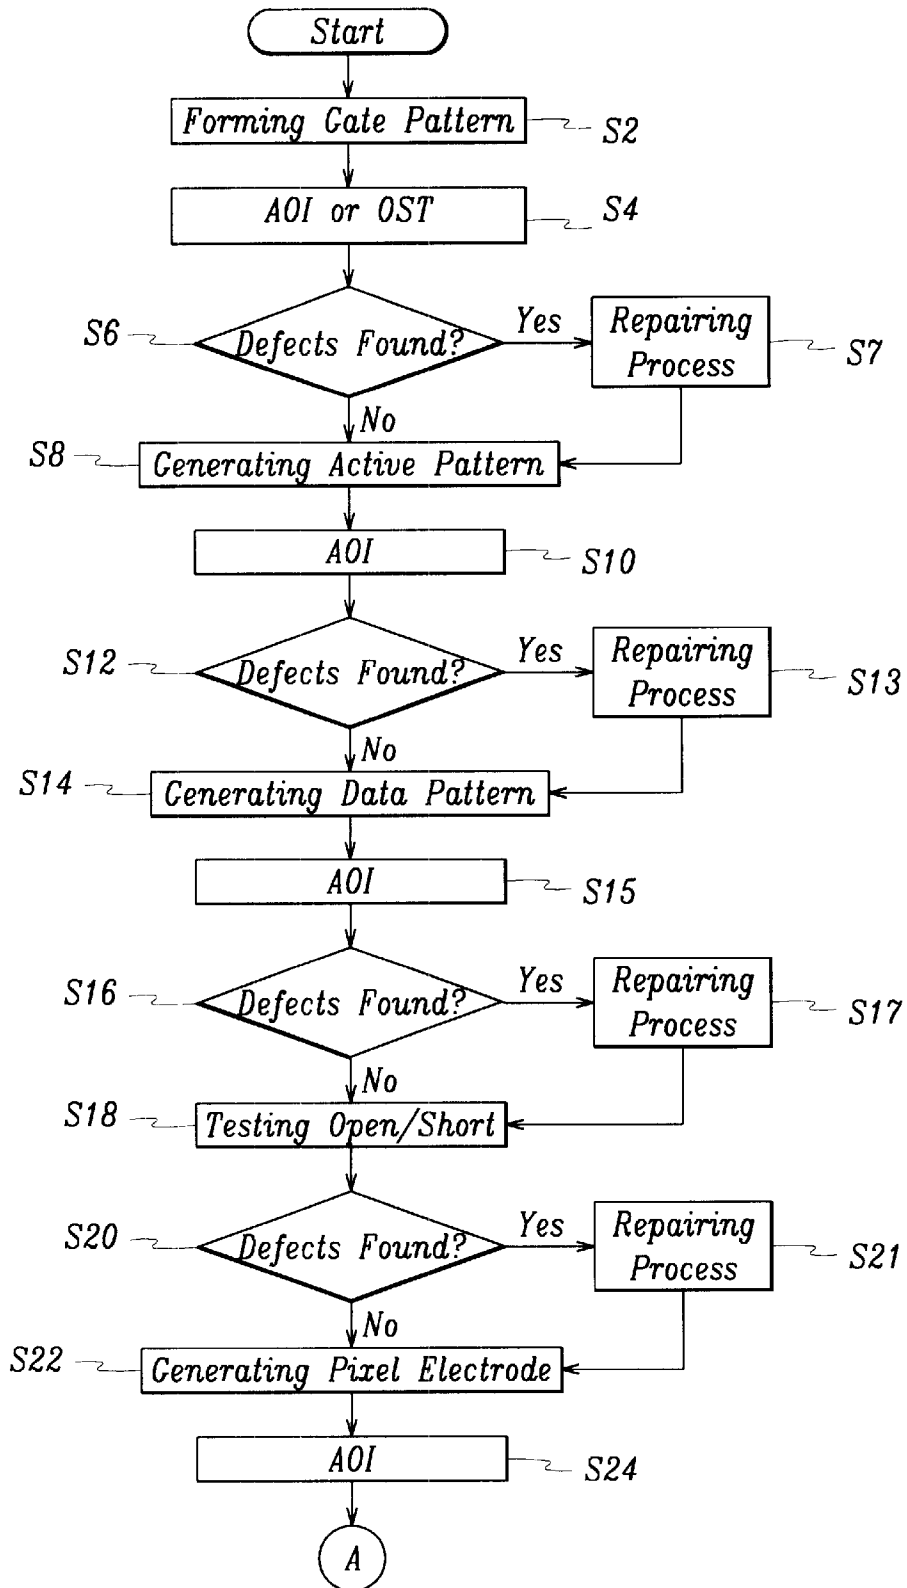 Start
Forming Gate Pattern
S2
AOI or OST
S4
S6
Defects Found?
Yes
Repairing
Process
S7
No
S8
Generating Active Pattern
AOI
S10
S12
Defects Found?
Yes
Repairing
Process
S13
No
S14
Generating Data Pattern
AOI
S15
S16
Defects Found?
Yes
Repairing
Process
S17
No
S18
Testing Open/Short
S20
Defects Found?
Yes
Repairing
Process
S21
No
S22
Generating Pixel Electrode
AOI
S24
A